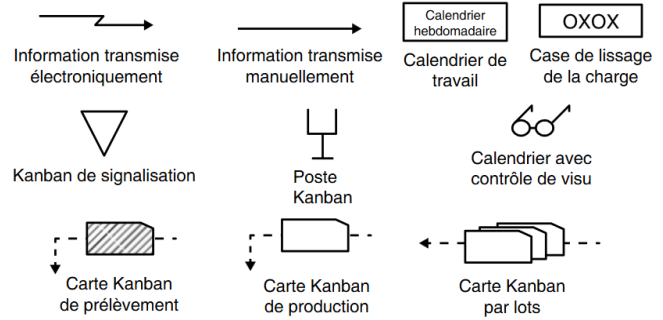 Information transmise
électroniquement
Information transmise
manuellement
Calendrier
hebdomadaire
Calendrier de
travail
OXOX
Case de lissage
de la charge
Kanban de signalisation
Poste
Kanban
Calendrier avec
contrôle de visu
Carte Kanban
de prélèvement
Carte Kanban
de production
Carte Kanban
par lots